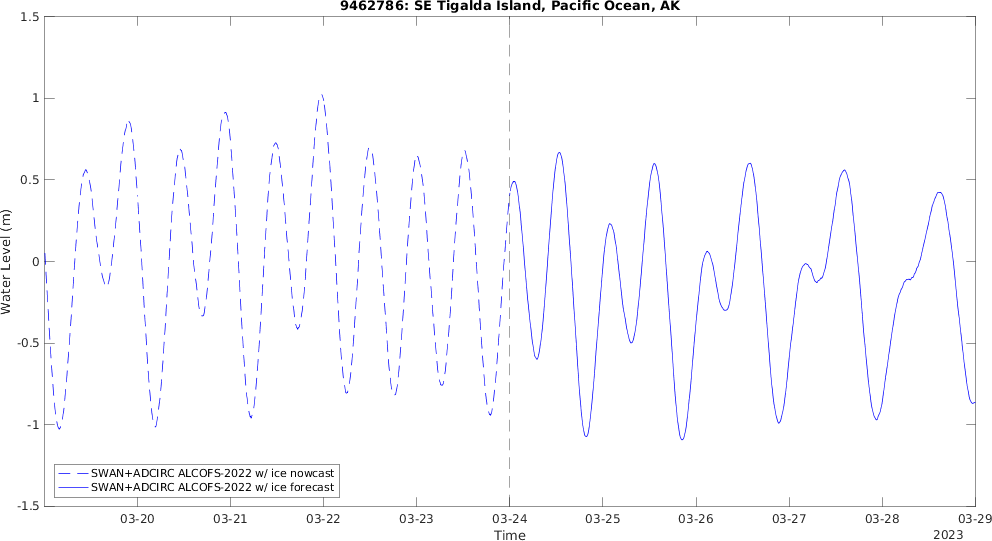 9462786: SE Tigalda Island, Pacific Ocean, AK
1.5
1
0.5
0
-0.5
-1
-1.5
Water Level (m)
SWAN+ADCIRC ALCOFS-2022 w/ ice nowcast
SWAN+ADCIRC ALCOFS-2022 w/ ice forecast
03-20 03-21 03-22 03-23 03-24 03-25 03-26 03-27 03-28 03-29
Time
2023